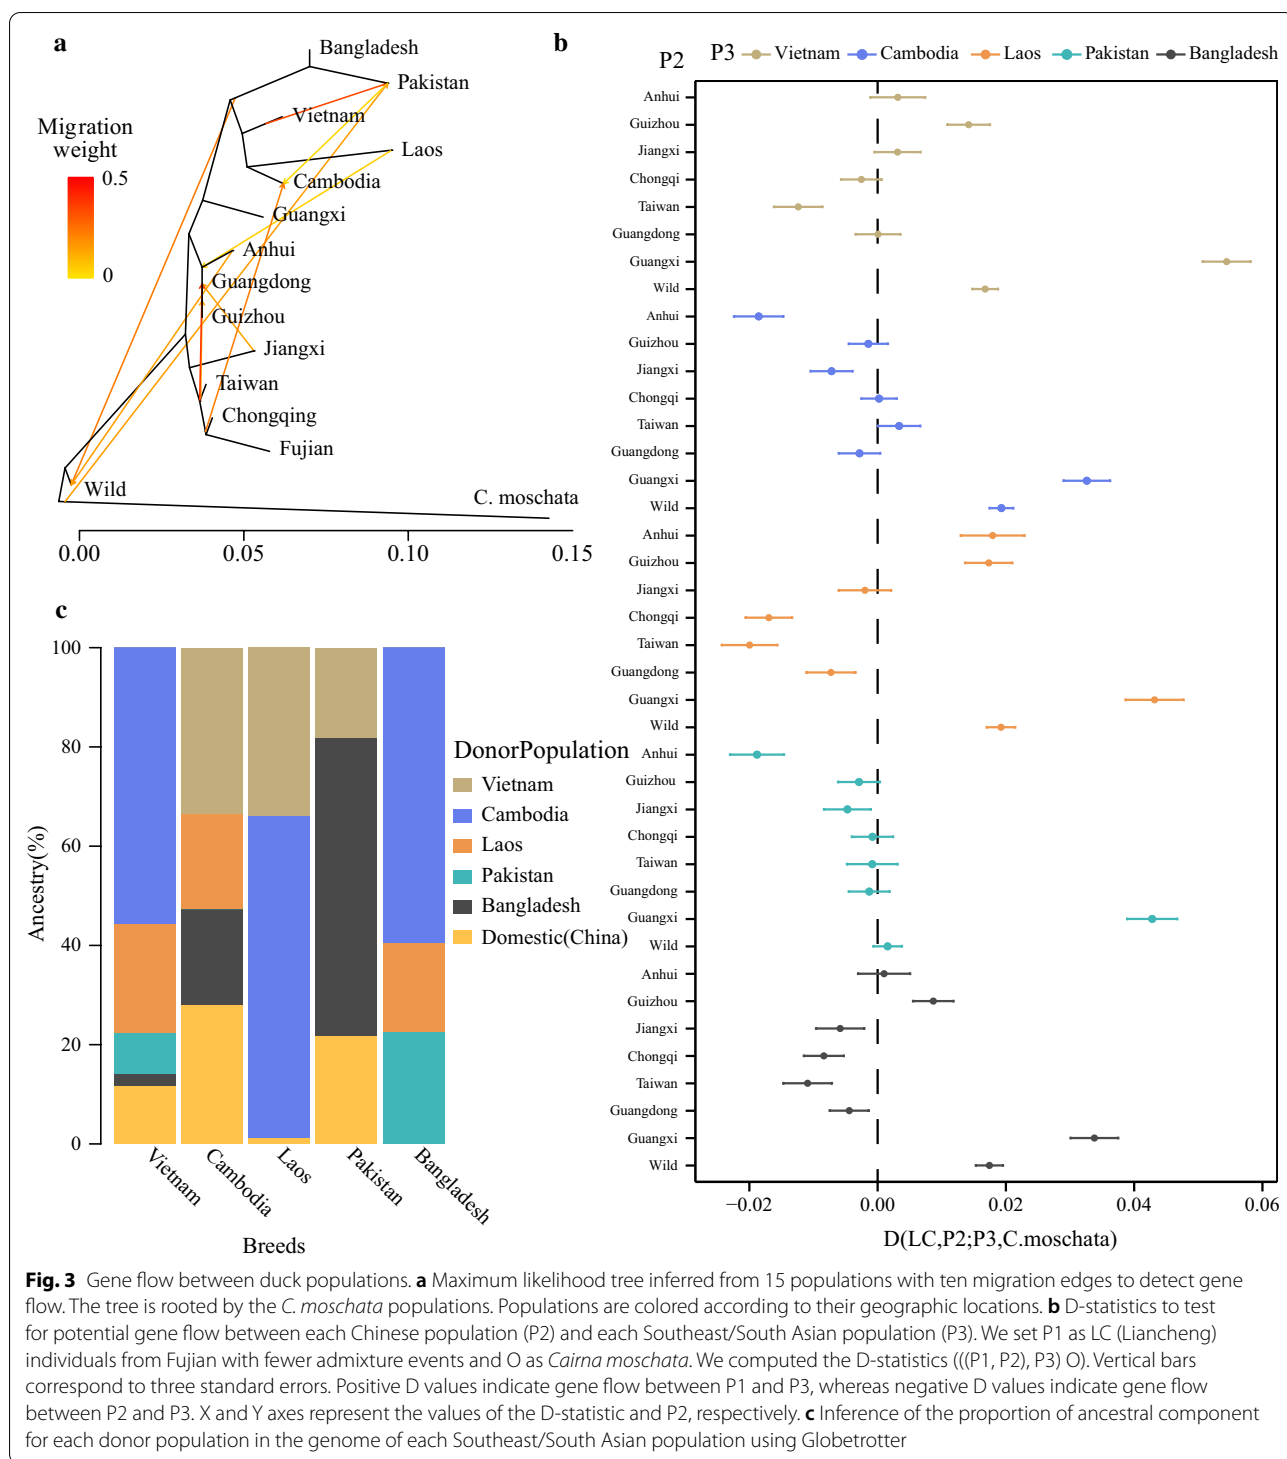 a
Bangladesh
Pakistan
Vietnam
Laos
Cambodia
Guangxi
Anhui
Guangdong
Guizhou
Jiangxi
Taiwan
Chongqing
Fujian
Wild
C. moschata
Migration
weight
0.5
0
0.00 0.05 0.10 0.15
b
P2 P3 Vietnam Cambodia Laos Pakistan Bangladesh
Anhui
Guizhou
Jiangxi
Chongqi
Taiwan
Guangdong
Guangxi
Wild
Anhui
Guizhou
Jiangxi
Chongqi
Taiwan
Guangdong
Guangxi
Wild
Anhui
Guizhou
Jiangxi
Chongqi
Taiwan
Guangdong
Guangxi
Wild
Anhui
Guizhou
Jiangxi
Chongqi
Taiwan
Guangdong
Guangxi
Wild
Anhui
Guizhou
Jiangxi
Chongqi
Taiwan
Guangdong
Guangxi
Wild
−0.02 0.00 0.02 0.04 0.06
D(LC,P2;P3,C.moschata)
c
100
80
60
40
20
0
Ancestry(%)
Vietnam
Cambodia
Laos
Pakistan
Bangladesh
Breeds
DonorPopulation
Vietnam
Cambodia
Laos
Pakistan
Bangladesh
Domestic(China)
Fig. 3 Gene flow between duck populations. a Maximum likelihood tree inferred from 15 populations with ten migration edges to detect gene
flow. The tree is rooted by the C. moschata populations. Populations are colored according to their geographic locations. b D-statistics to test
for potential gene flow between each Chinese population (P2) and each Southeast/South Asian population (P3). We set P1 as LC (Liancheng)
individuals from Fujian with fewer admixture events and O as Cairna moschata. We computed the D-statistics (((P1, P2), P3) O). Vertical bars
correspond to three standard errors. Positive D values indicate gene flow between P1 and P3, whereas negative D values indicate gene flow
between P2 and P3. X and Y axes represent the values of the D-statistic and P2, respectively. c Inference of the proportion of ancestral component
for each donor population in the genome of each Southeast/South Asian population using Globetrotter